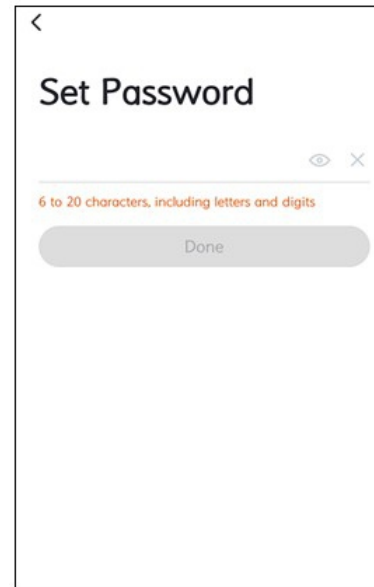 Set Password
6 to 20 characters, including letters and digits
Done